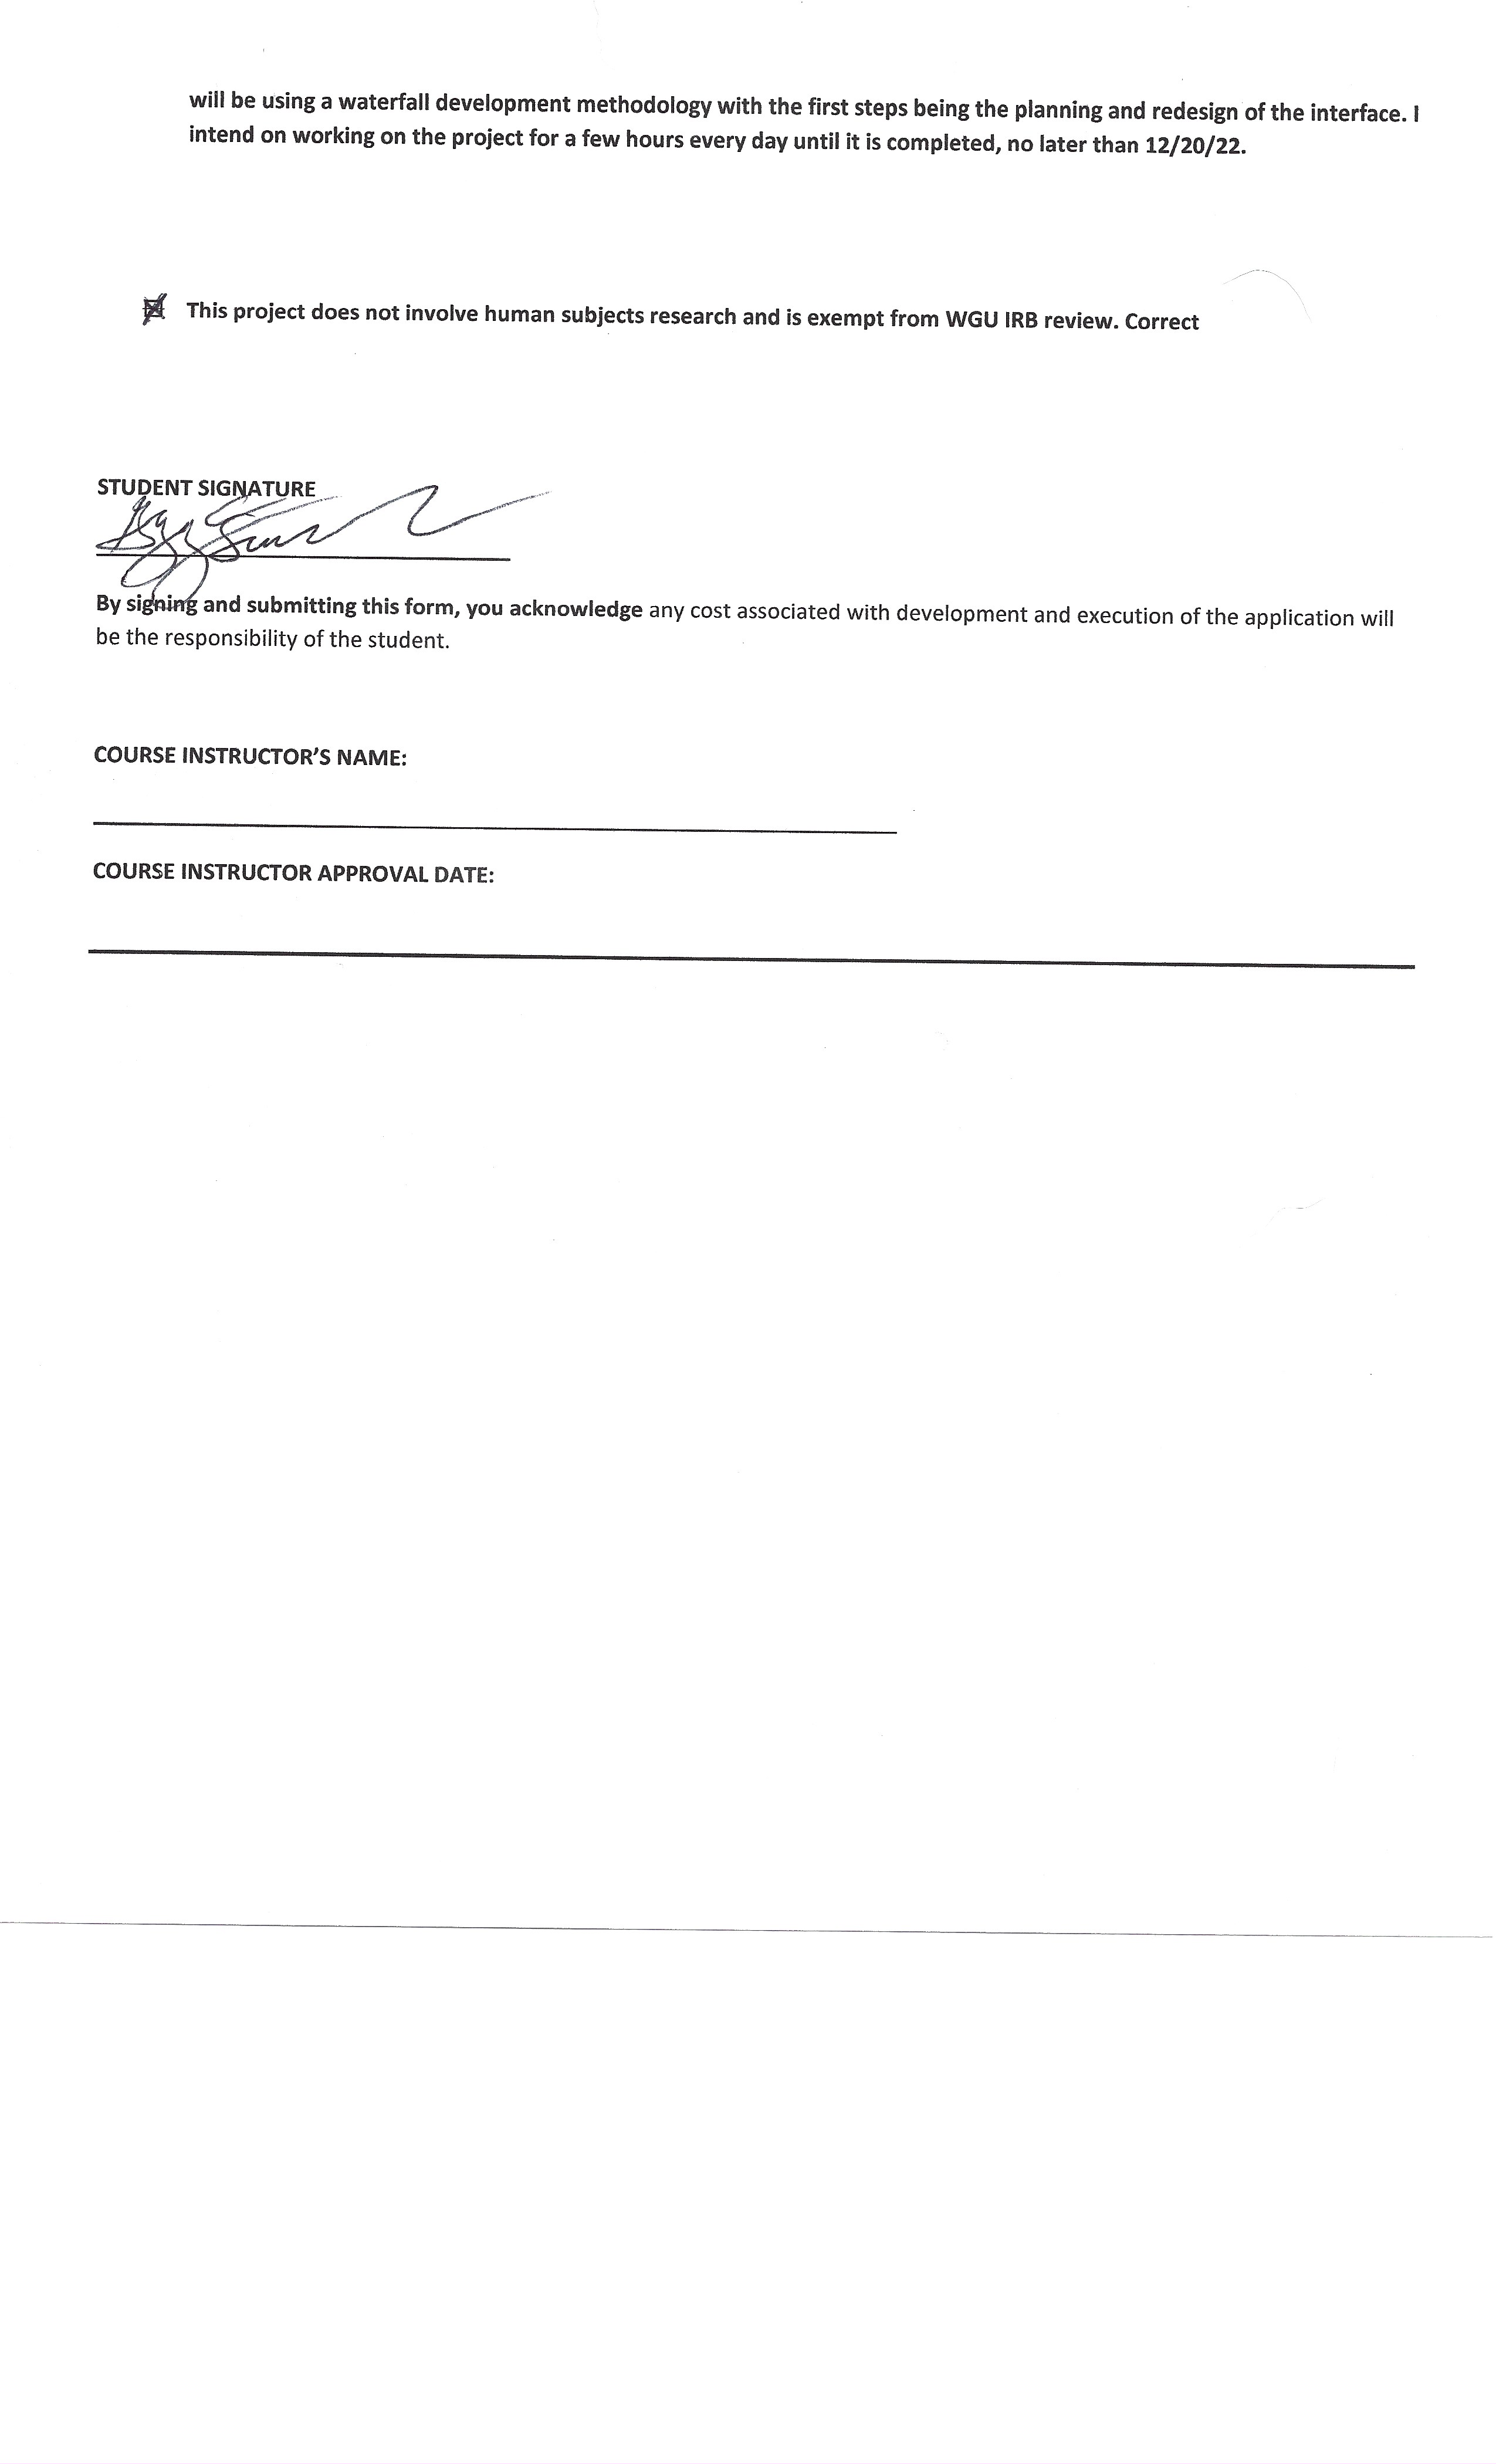 will be using a waterfall development methodology with the first steps being the planning and redesign of the interface. I
intend on working on the project for a few hours every day until it is completed, no later than 12/20/22.
This project does not involve human subjects research and is exempt from WGU IRB review. Correct
STUDENT SIGNATURE
By signing and submitting this form, you acknowledge any cost associated with development and execution of the application will
be the responsibility of the student.
COURSE INSTRUCTOR’S NAME:
COURSE INSTRUCTOR APPROVAL DATE: